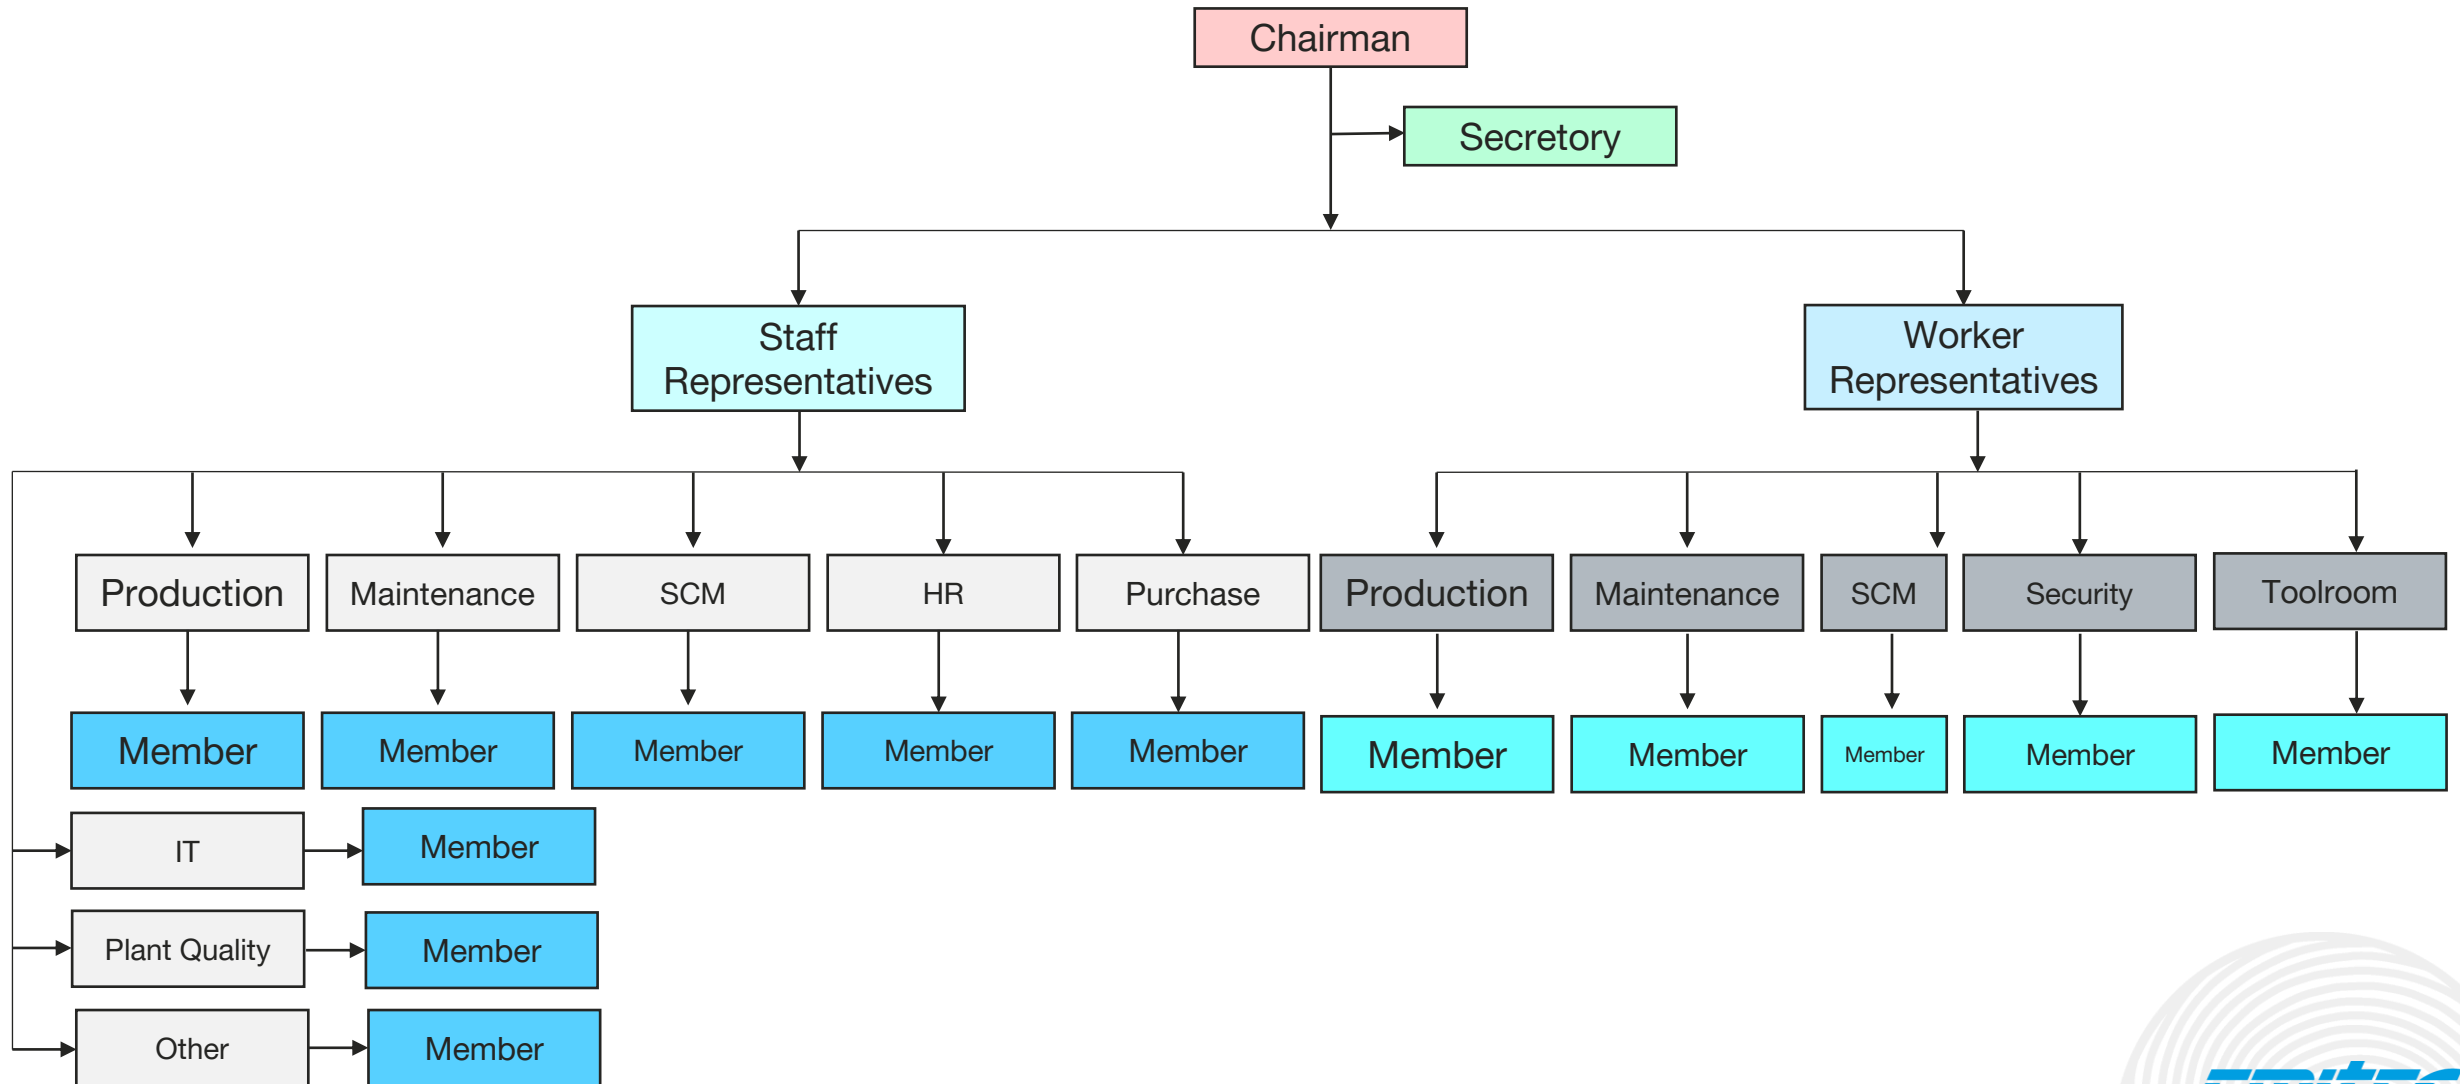 Chairman
Secretory
Staff
Representatives
Worker
Representatives
Production
Maintenance
SCM
HR
Purchase
Production
Maintenance
SCM
Security
Toolroom
Member
Member
Member
Member
Member
Member
Member
Member
Member
Member
IT
Member
Plant Quality
Member
Other
Member